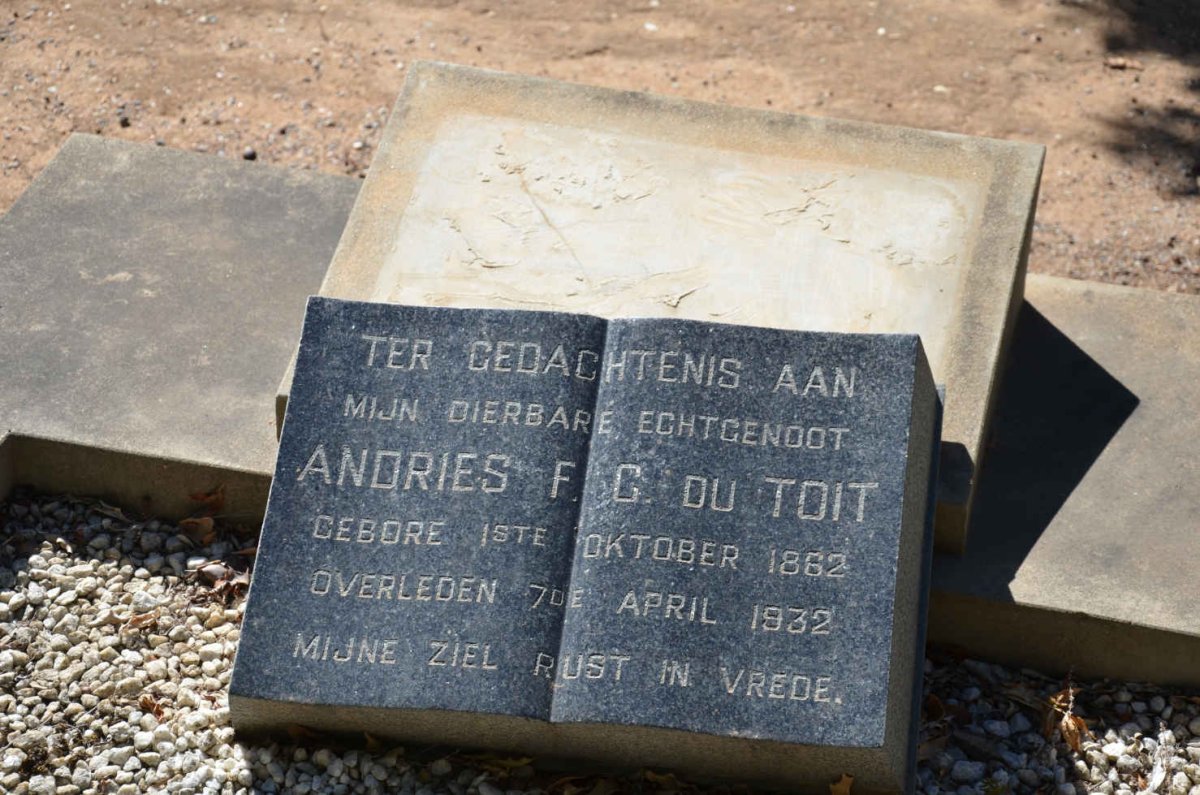 TER GEDACHTENIS AAN
MIJN DIERBARE ECHTGENOOT
ANDRIES F. C. DU TOIT
GEBORE 1STE OKTOBER 1862
OVERLEDEN 7DE APRIL 1932
MIJNE ZIEL RUST IN VREDE.